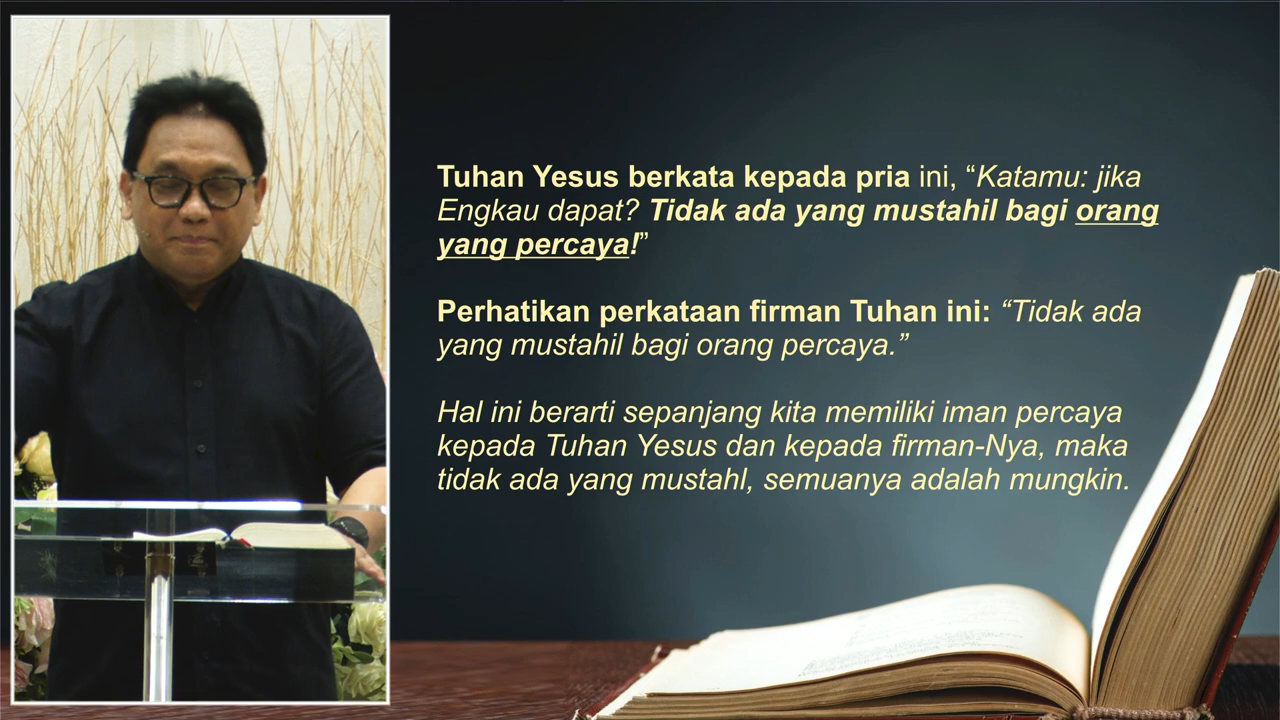 Tuhan Yesus berkata kepada pria ini, “Katamu: jika
Engkau dapat? Tidak ada yang mustahil bagi orang
yang percaya!”
Perhatikan perkataan firman Tuhan ini: “Tidak ada
yang mustahil bagi orang percaya.”
Hal ini berarti sepanjang kita memiliki iman percaya
kepada Tuhan Yesus dan kepada firman-Nya, maka
tidak ada yang mustahl, semuanya adalah mungkin.